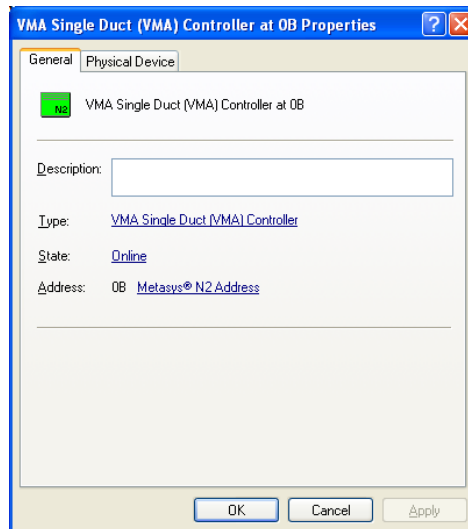 VMA Single Duct (VMA) Controller at 0B Properties
General Physical Device
N2 VMA Single Duct (VMA) Controller at 0B
Description:
Type: VMA Single Duct (VMA) Controller
State: Online
Address: 0B Metasys® N2 Address
OK Cancel Apply